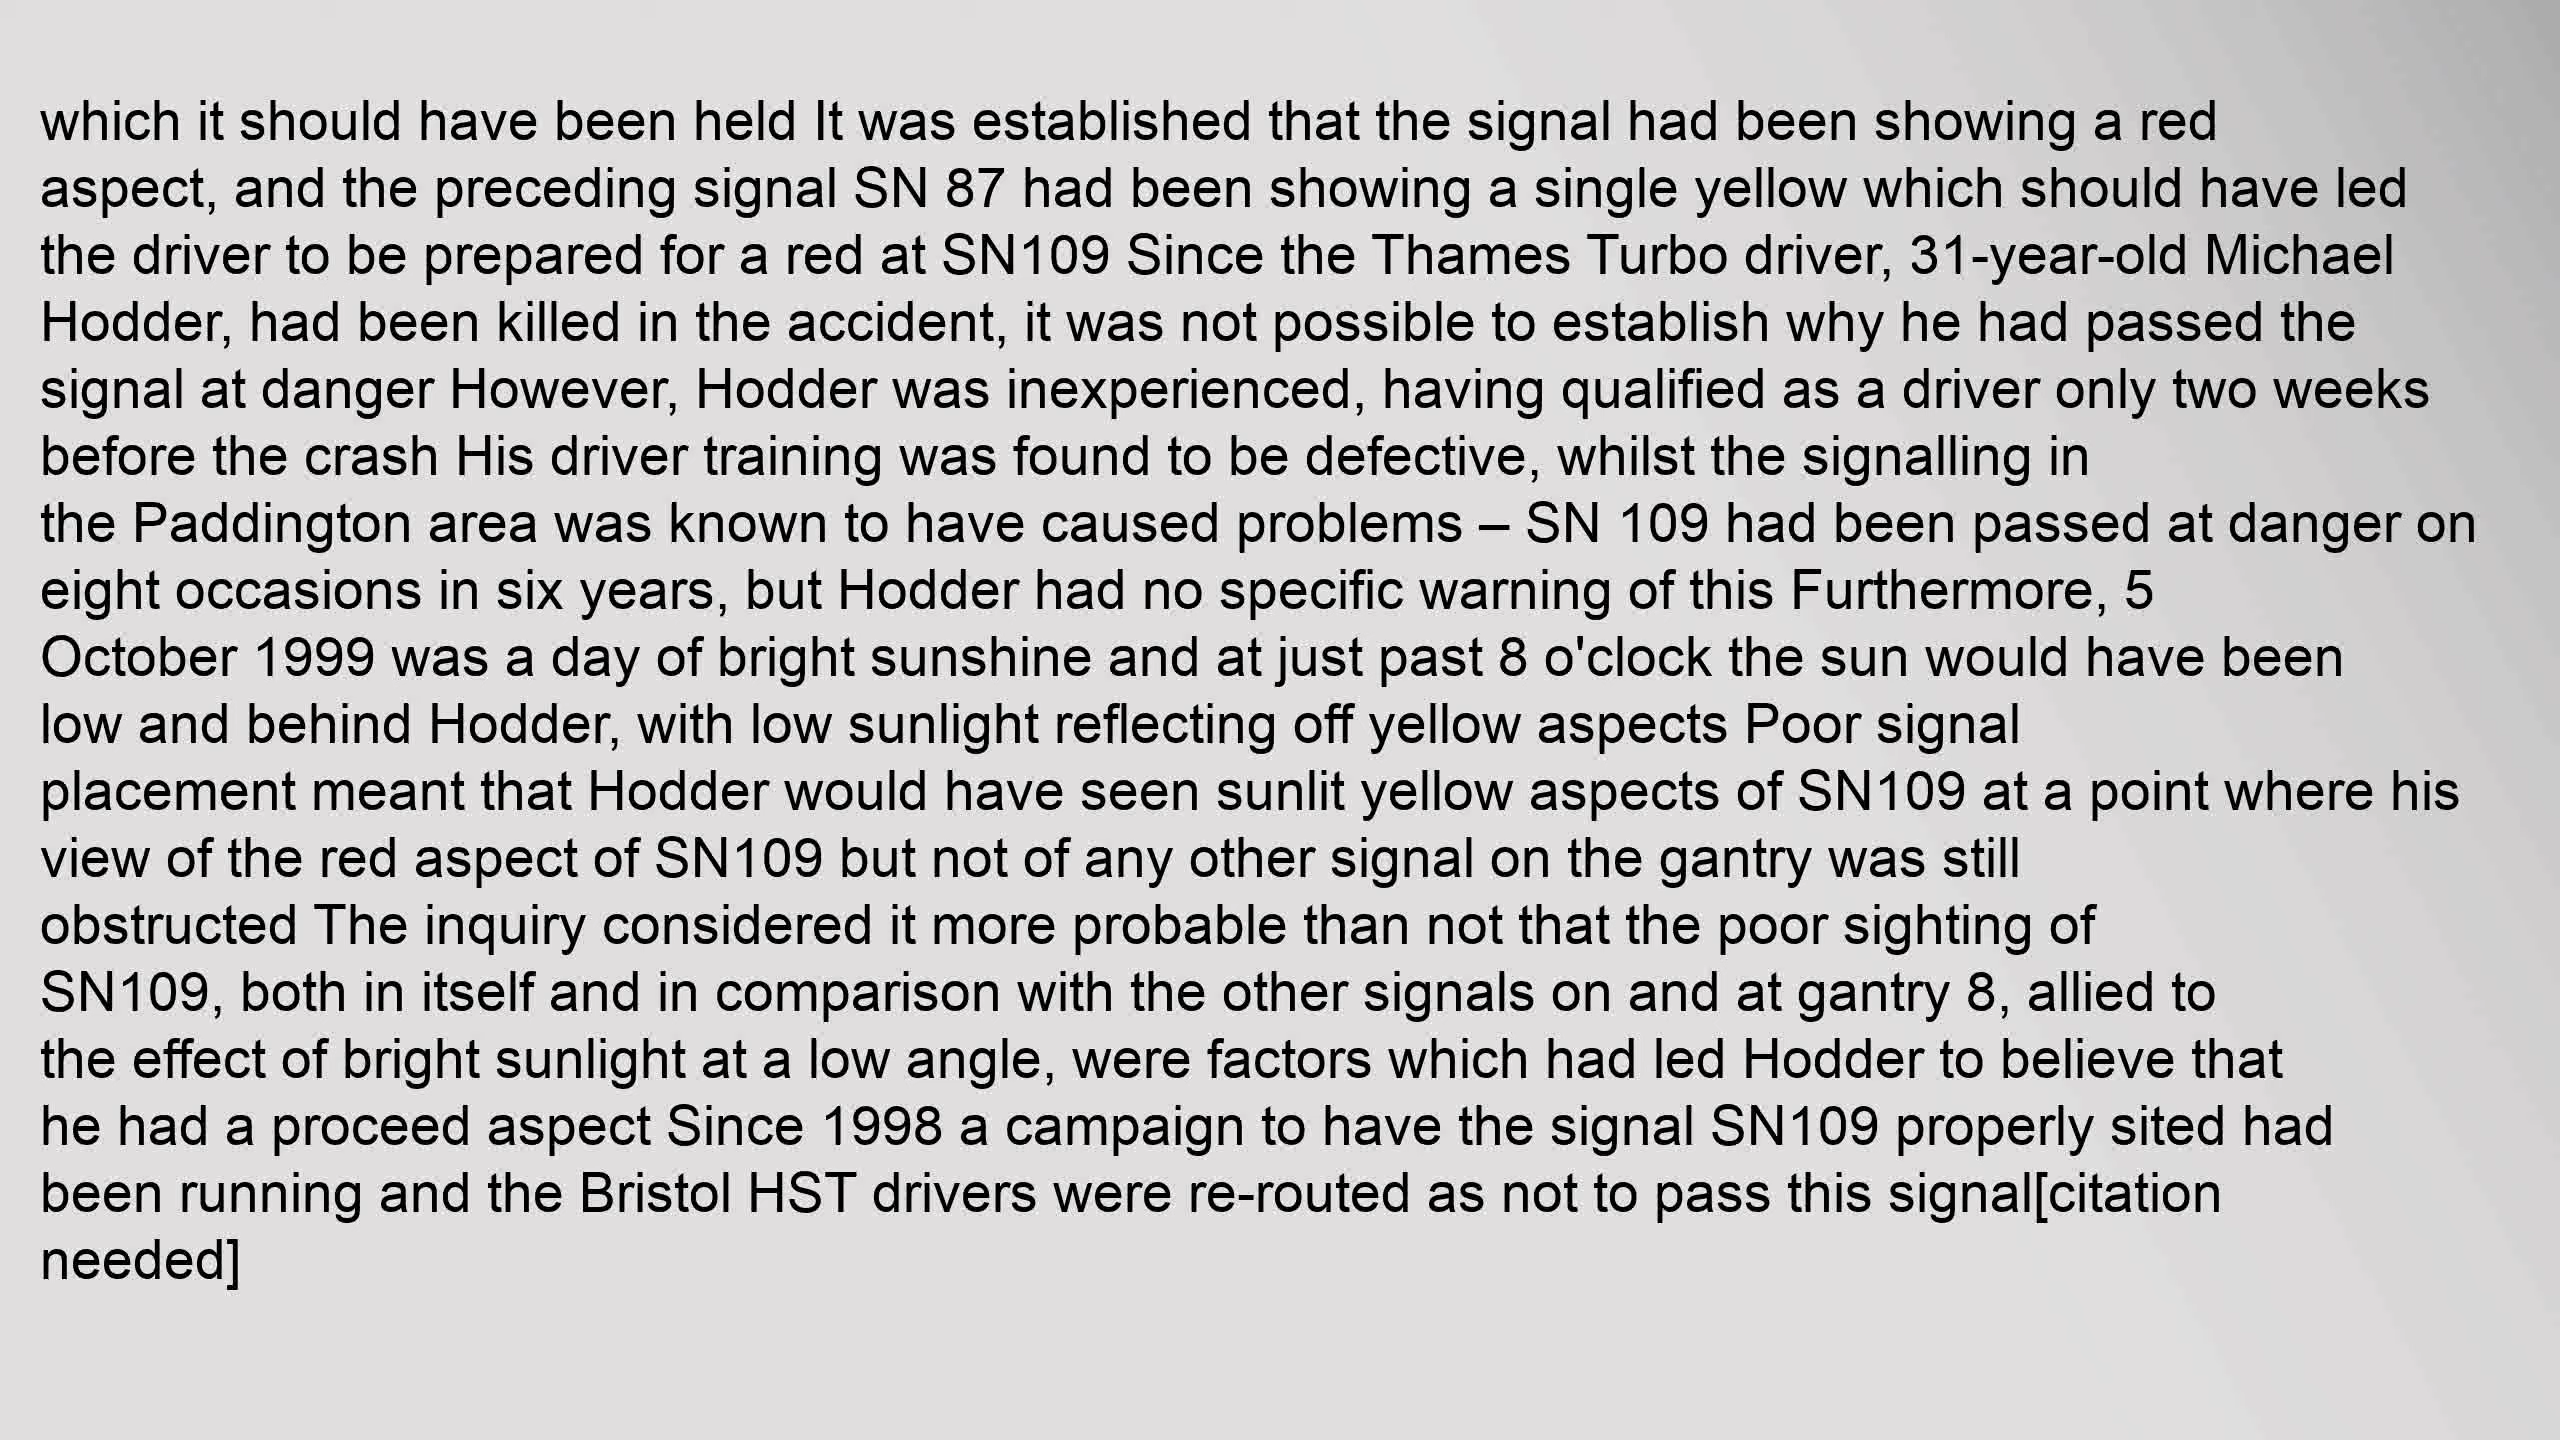 which it should have been held It was established that the signal had been showing a red
aspect, and the preceding signal SN 87 had been showing a single yellow which should have led
the driver to be prepared for a red at SN109 Since the Thames Turbo driver, 31-year-old Michael
Hodder, had been killed in the accident, it was not possible to establish why he had passed the
signal at danger However, Hodder was inexperienced, having qualified as a driver only two weeks
before the crash His driver training was found to be defective, whilst the signalling in
the Paddington area was known to have caused problems – SN 109 had been passed at danger on
eight occasions in six years, but Hodder had no specific warning of this Furthermore, 5
October 1999 was a day of bright sunshine and at just past 8 o'clock the sun would have been
low and behind Hodder, with low sunlight reflecting off yellow aspects Poor signal
placement meant that Hodder would have seen sunlit yellow aspects of SN109 at a point where his
view of the red aspect of SN109 but not of any other signal on the gantry was still
obstructed The inquiry considered it more probable than not that the poor sighting of
SN109, both in itself and in comparison with the other signals on and at gantry 8, allied to
the effect of bright sunlight at a low angle, were factors which had led Hodder to believe that
he had a proceed aspect Since 1998 a campaign to have the signal SN109 properly sited had
been running and the Bristol HST drivers were re-routed as not to pass this signal[citation
needed]